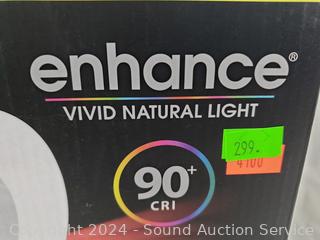 enhance®
VIVID NATURAL LIGHT
299.
4100
90+
CRI
Copyright 2024 - Sound Auction Service